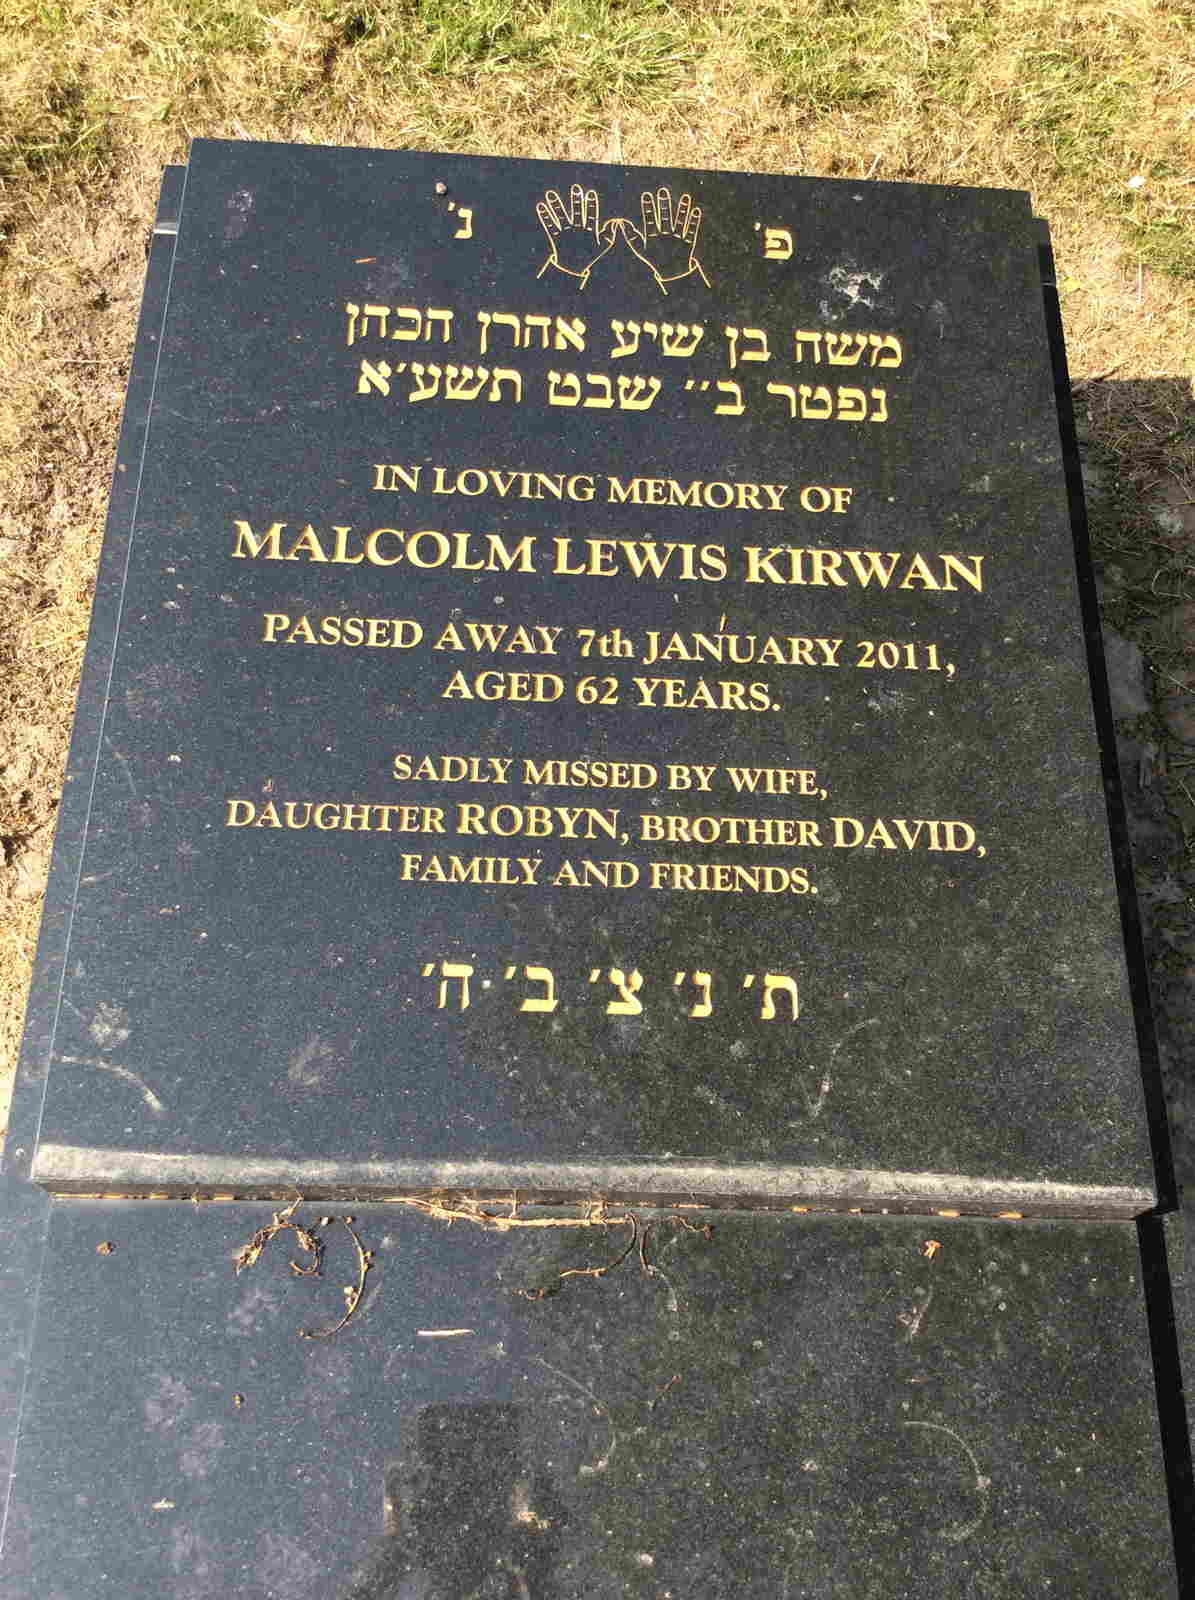 פ' נ'
משה בן שיע אהרן הכהן
נפטר ב'' שבט תשע'א
IN LOVING MEMORY OF
MALCOLM LEWIS KIRWAN
PASSED AWAY 7th JANUARY 2011,
AGED 62 YEARS.
SADLY MISSED BY WIFE,
DAUGHTER ROBYN, BROTHER DAVID,
FAMILY AND FRIENDS.
ת' נ' צ' ב' ה'